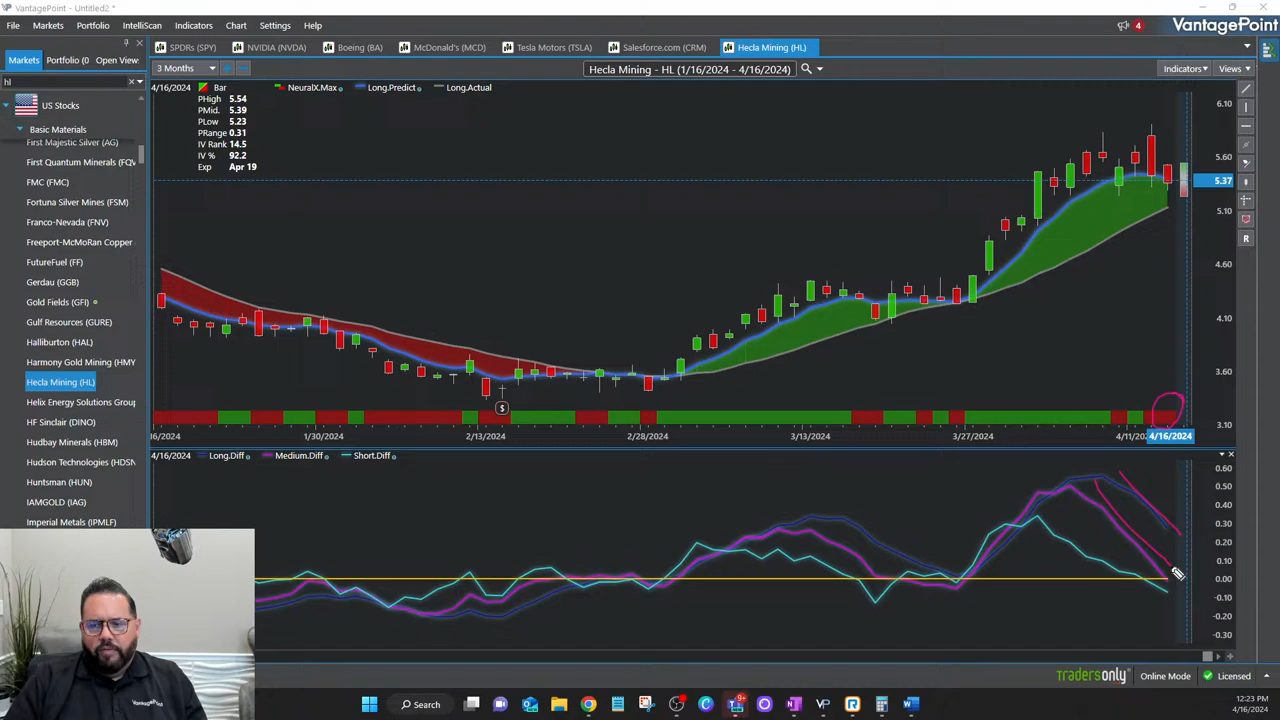 VantagePoint - Untitled2 *
File Markets Portfolio IntelliScan Indicators Chart Settings Help
4
VantagePoint
Markets Portfolio (0 Open View:
SPDRs (SPY) NVIDIA (NVDA) Boeing (BA) McDonald's (MCD) Tesla Motors (TSLA) Salesforce.com (CRM) Hecla Mining (HL)
hl
3 Months
Hecla Mining - HL (1/16/2024 - 4/16/2024)
Indicators Views
4/16/2024 Bar NeuralX.Max Long.Predict Long.Actual
PHigh 5.54
PMid. 5.39
PLow 5.23
PRange 0.31
IV Rank 14.5
IV % 92.2
Exp Apr 19
US Stocks
Basic Materials
First Majestic Silver (AG)
First Quantum Minerals (FQV
FMC (FMC)
Fortuna Silver Mines (FSM)
Franco-Nevada (FNV)
Freeport-McMoRan Copper
FutureFuel (FF)
Gerdau (GGB)
Gold Fields (GFI)
Gulf Resources (GURE)
Halliburton (HAL)
Harmony Gold Mining (HMY
Hecla Mining (HL)
Helix Energy Solutions Group
HF Sinclair (DINO)
Hudbay Minerals (HBM)
Hudson Technologies (HDSN
Huntsman (HUN)
IAMGOLD (IAG)
Imperial Metals (IPMLF)
6.10
5.60
5.37
5.10
4.60
4.10
3.60
3.10
R
$
16/2024 1/30/2024 2/13/2024 2/28/2024 3/13/2024 3/27/2024 4/11/2 4/16/2024
4/16/2024 Long.Diff Medium.Diff Short.Diff
0.60
0.50
0.40
0.30
0.20
0.10
0.00
-0.10
-0.20
-0.30
VantagePoint
tradersonly Online Mode Licensed
Search
9+
12:23 PM
4/16/2024